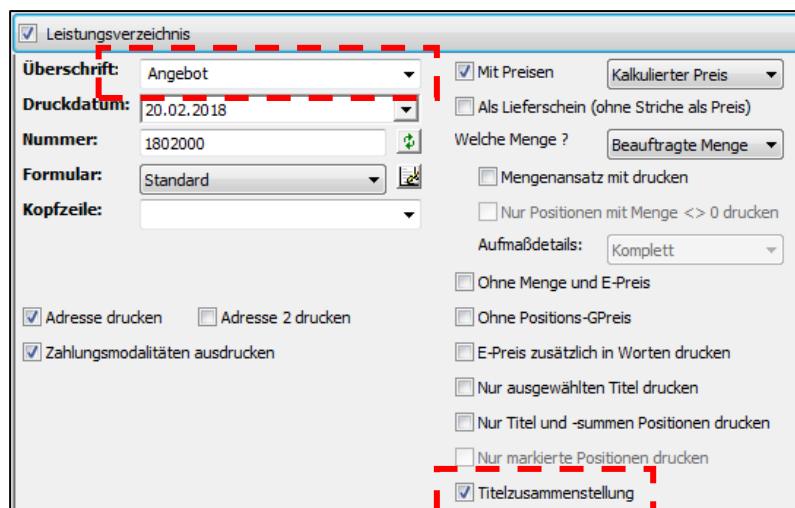 Leistungsverzeichnis
Überschrift: Angebot
Druckdatum: 20.02.2018
Nummer: 1802000
Formular: Standard
Kopfzeile:
Adresse drucken Adresse 2 drucken
Zahlungsmodalitäten ausdrucken
Mit Preisen Kalkulierter Preis
Als Lieferschein (ohne Striche als Preis)
Welche Menge ? Beauftragte Menge
Mengenansatz mit drucken
Nur Positionen mit Menge <> 0 drucken
Aufmaßdetails: Komplett
Ohne Menge und E-Preis
Ohne Positions-GPreis
E-Preis zusätzlich in Worten drucken
Nur ausgewählten Titel drucken
Nur Titel und -summen Positionen drucken
Nur markierte Positionen drucken
Titelzusammenstellung